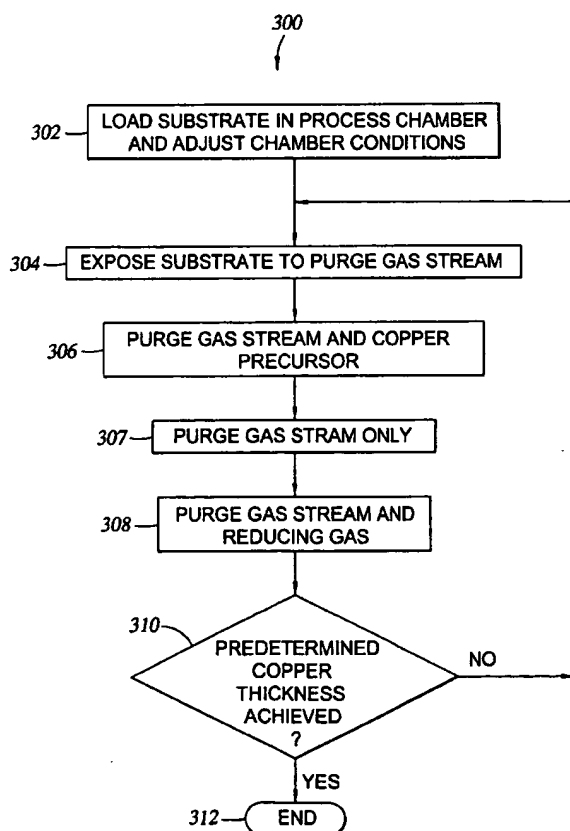 300
302
LOAD SUBSTRATE IN PROCESS CHAMBER
AND ADJUST CHAMBER CONDITIONS
304
EXPOSE SUBSTRATE TO PURGE GAS STREAM
306
PURGE GAS STREAM AND COPPER
PRECURSOR
307
PURGE GAS STRAM ONLY
308
PURGE GAS STREAM AND
REDUCING GAS
310
PREDETERMINED
COPPER
THICKNESS
ACHIEVED
?
NO
YES
312
END